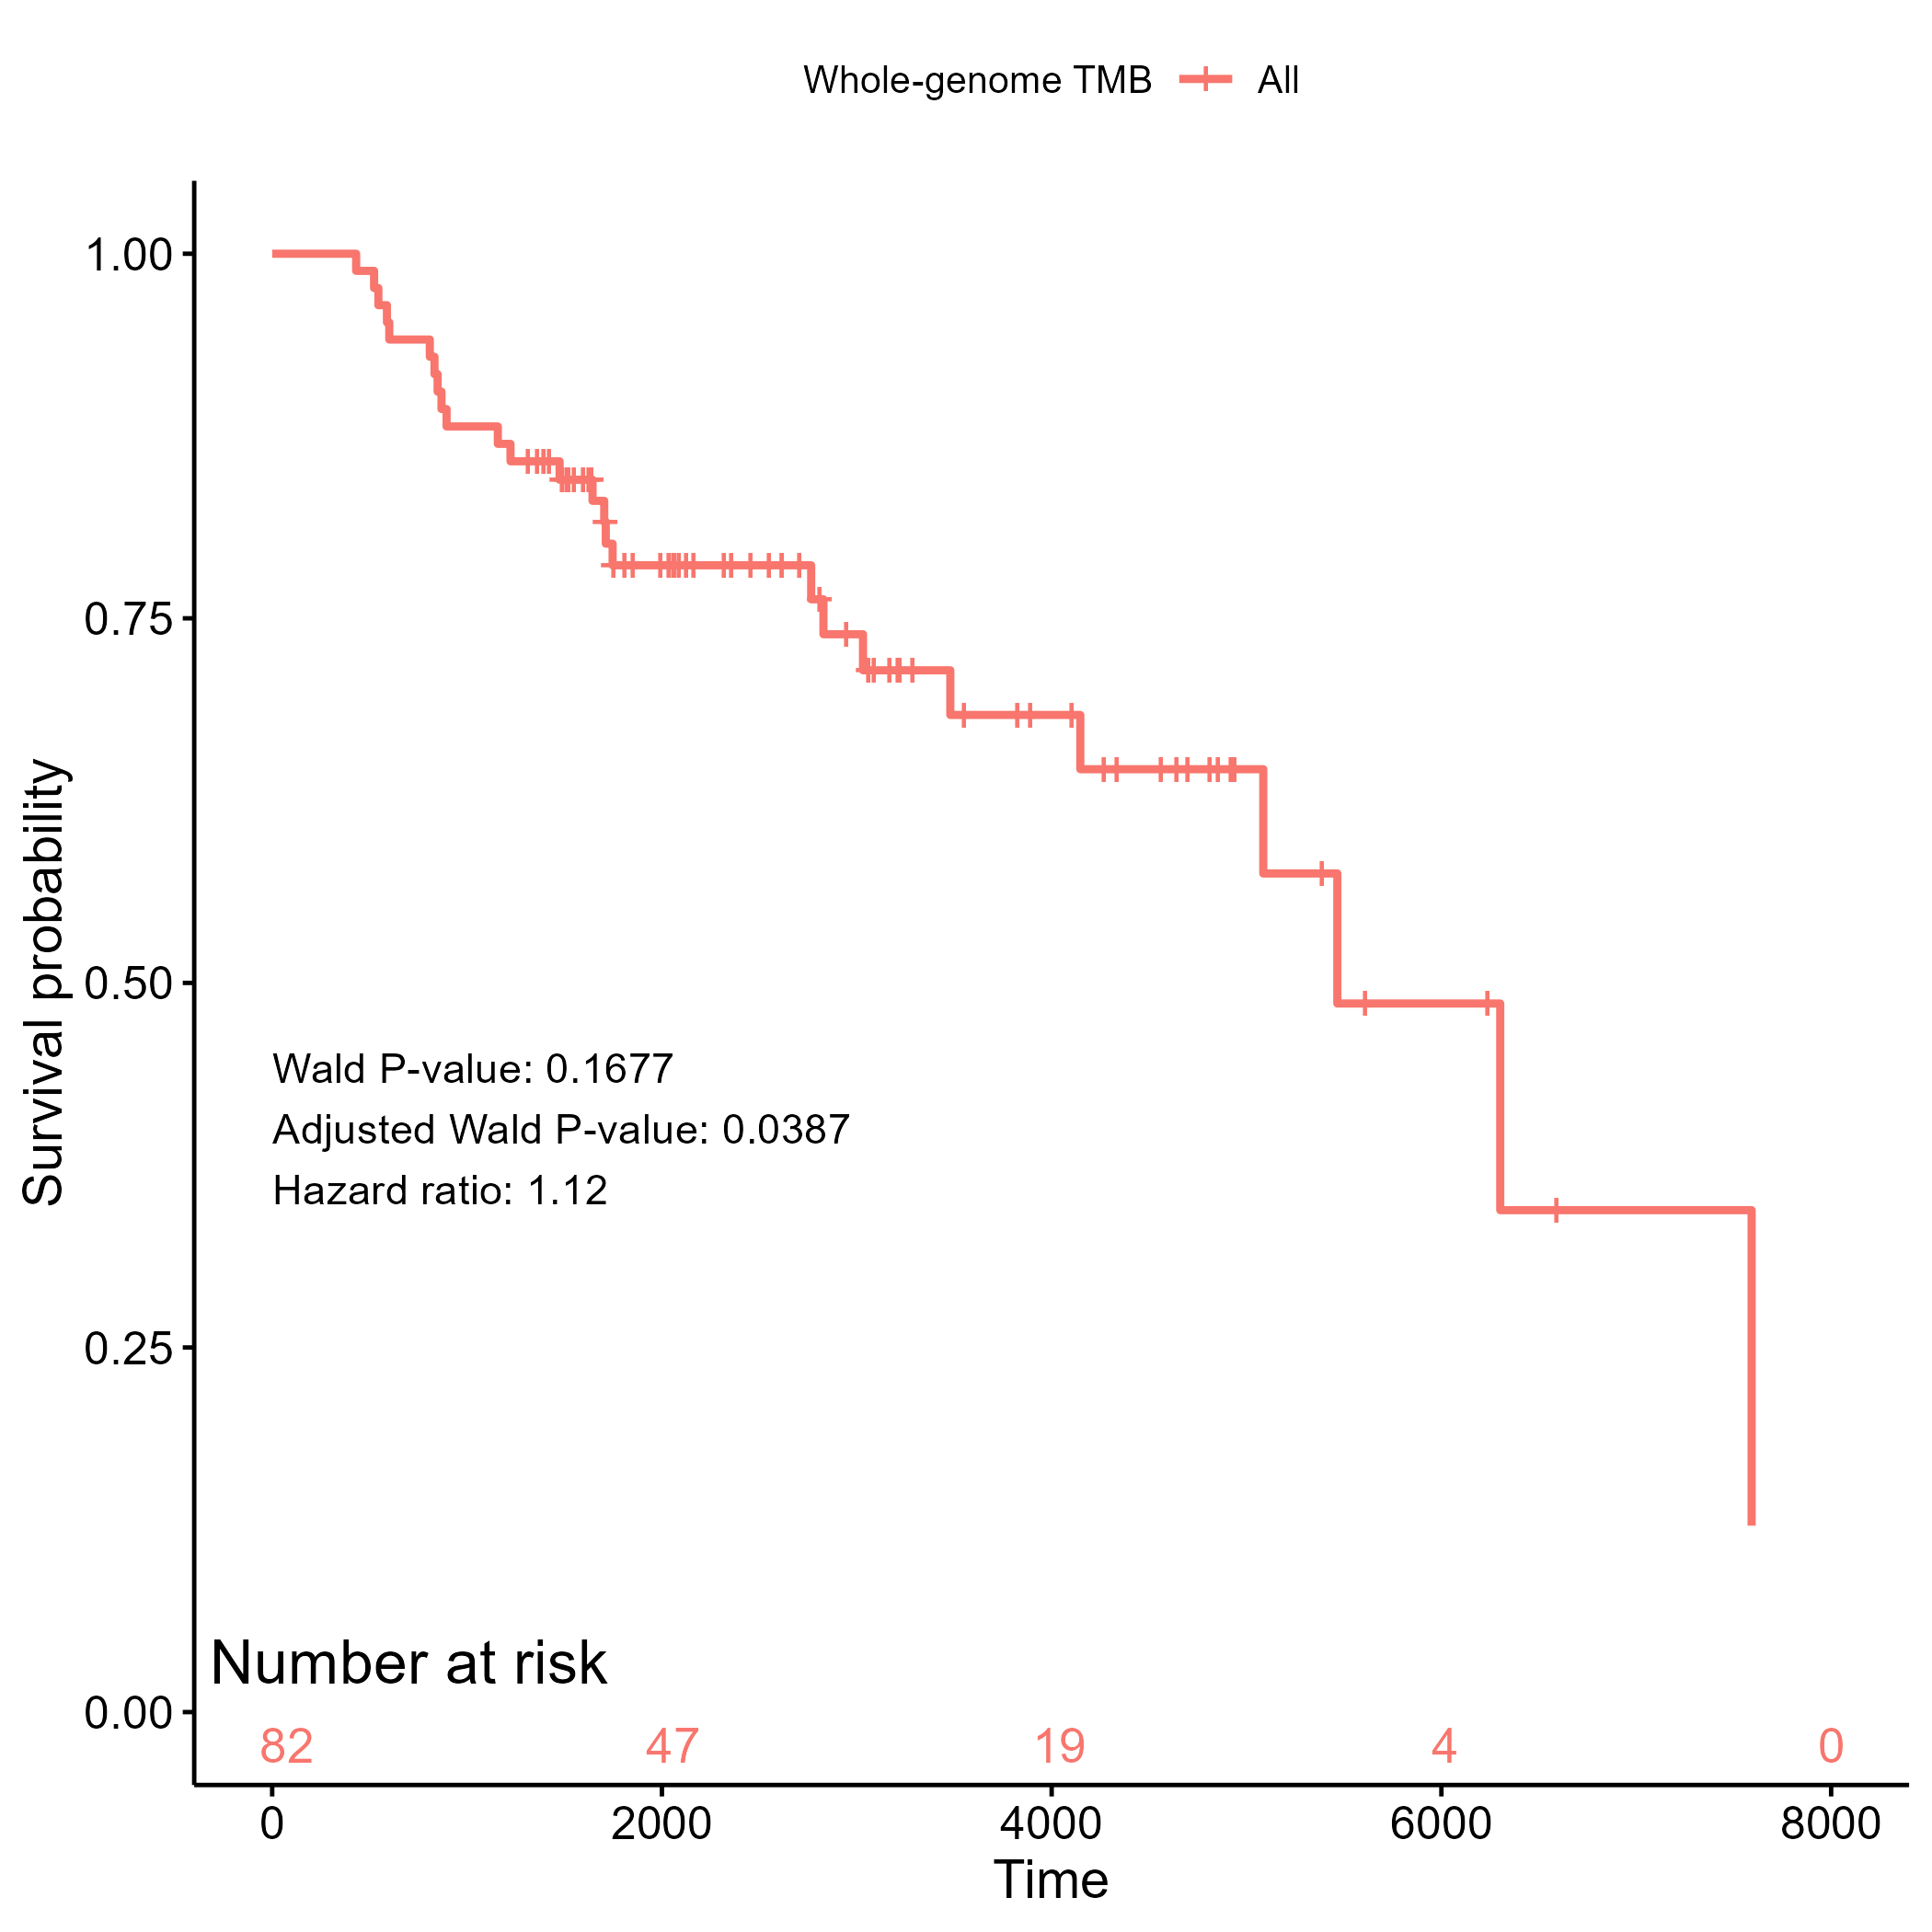 Whole-genome TMB All
1.00
0.75
0.50
0.25
0.00
Survival probability
Wald P-value: 0.1677
Adjusted Wald P-value: 0.0387
Hazard ratio: 1.12
Number at risk
82 47 19 4 0
0 2000 4000 6000 8000
Time